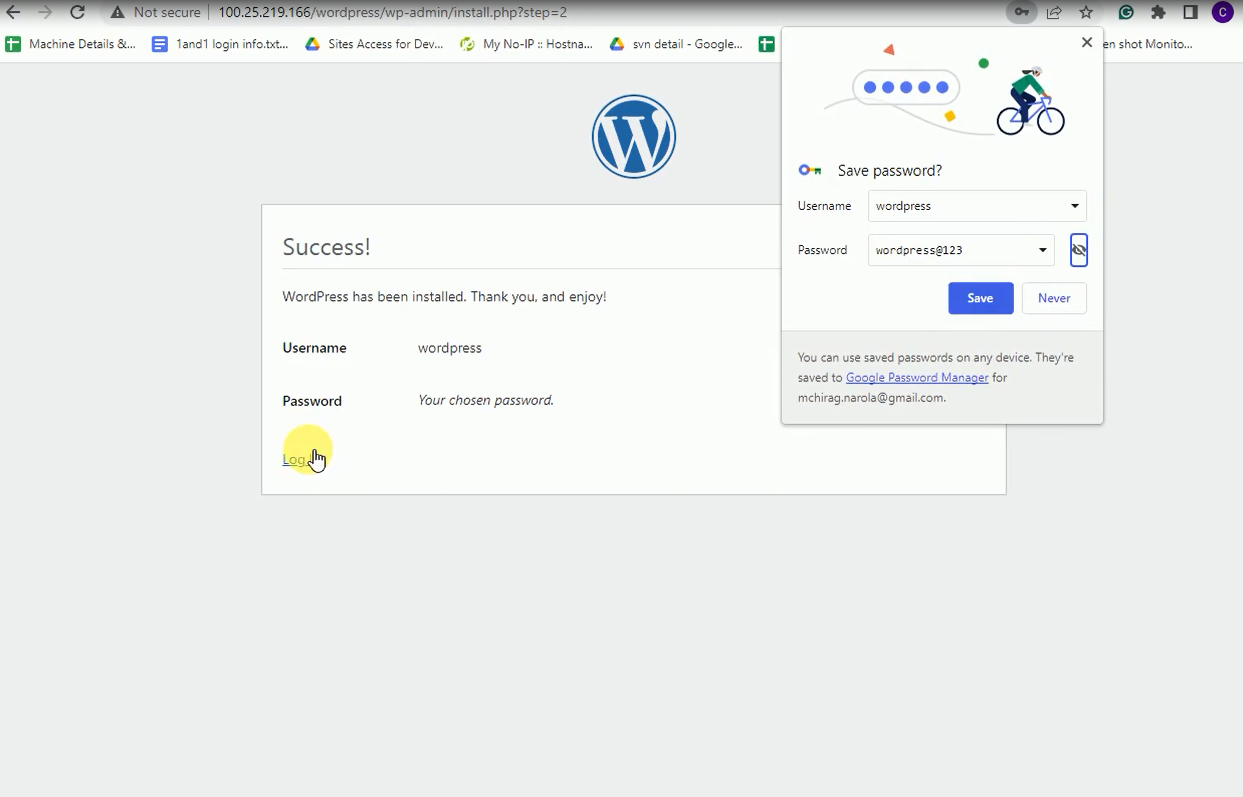 Not secure | 100.25.219.166/wordpress/wp-admin/install.php?step=2
C
Machine Details &... 1and1 login info.txt... Sites Access for Dev... My No-IP :: Hostna... svn detail - Google... en shot Monito...
Save password?
Username wordpress
Password wordpress@123
Save Never
You can use saved passwords on any device. They're
saved to Google Password Manager for
mchirag.narola@gmail.com.
W
Success!
WordPress has been installed. Thank you, and enjoy!
Username wordpress
Password Your chosen password.
Log